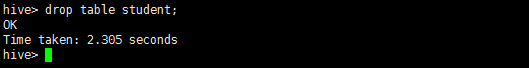 hive> drop table student;
OK
Time taken: 2.305 seconds
hive>